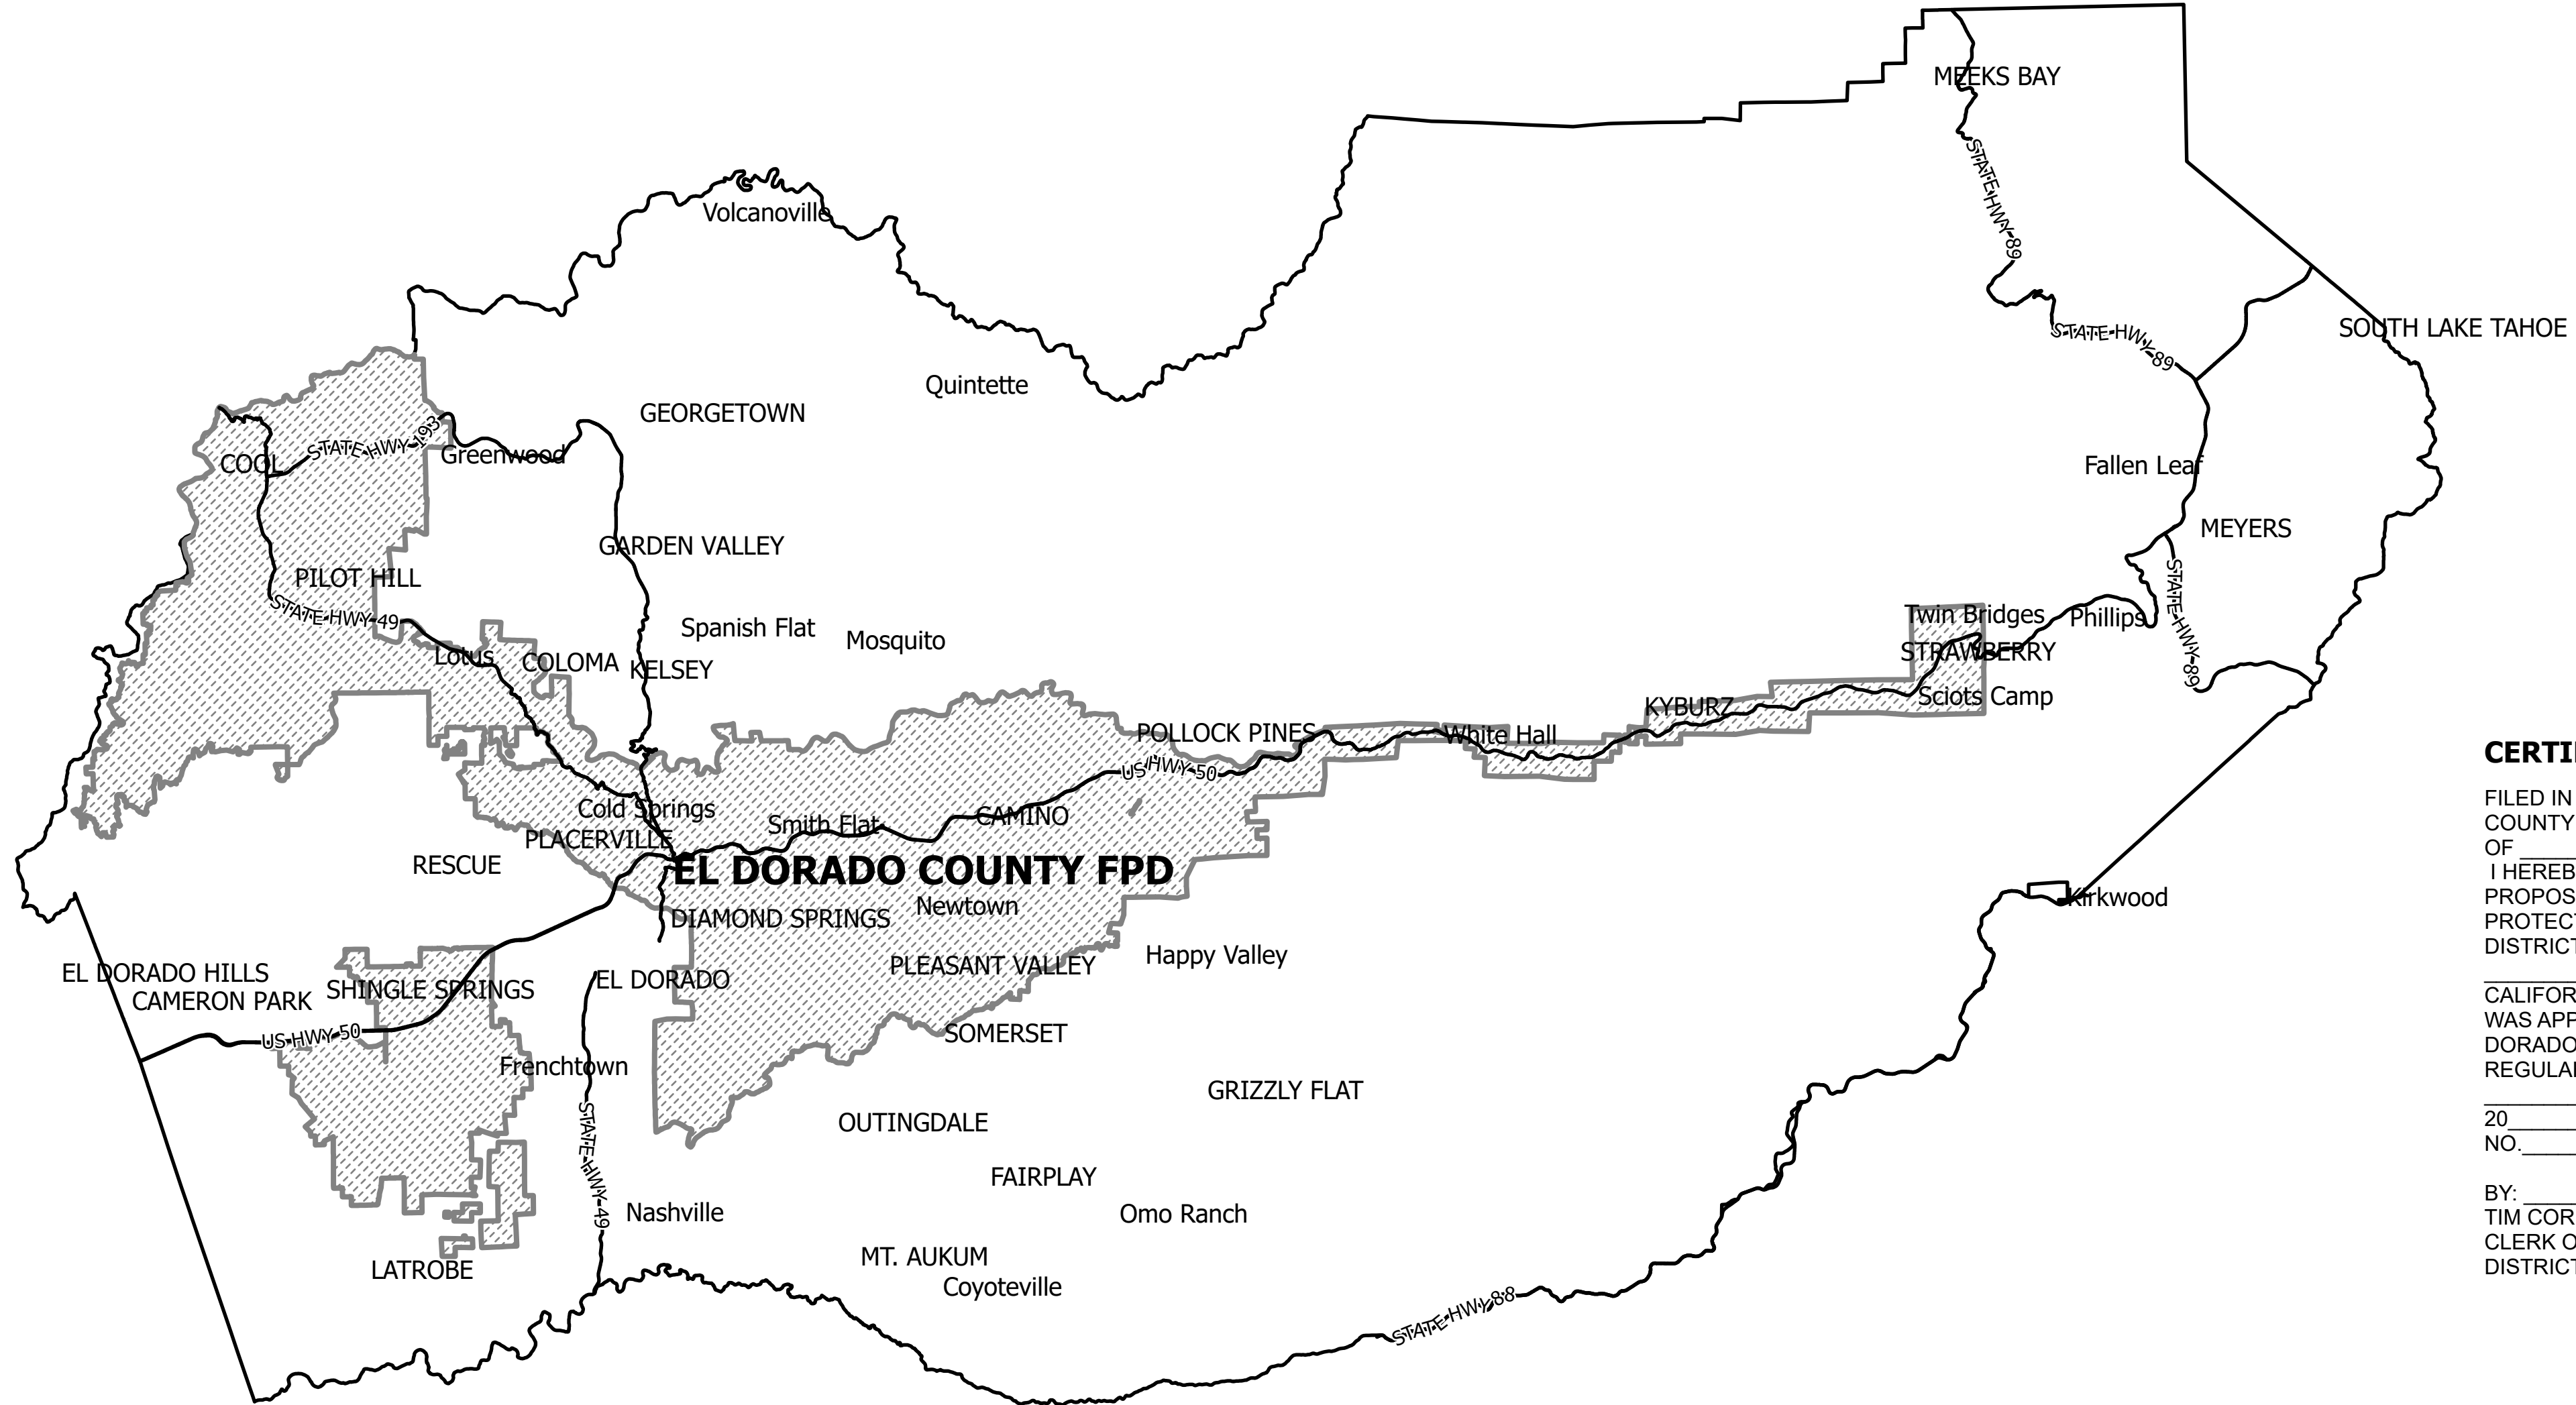 MEEKS BAY
STATE HWY 89
Volcanoville
SOUTH LAKE TAHOE
STATE HWY 89
Quintette
GEORGETOWN
STATE HWY 193
Greenwood
COOL
Fallen Leaf
MEYERS
GARDEN VALLEY
PILOT HILL
STATE HWY 49
STATE HWY 89
Twin Bridges
Phillips
Spanish Flat
Mosquito
Lotus
COLOMA
KELSEY
STRAWBERRY
Sciots Camp
KYBURZ
POLLOCK PINES
White Hall
US HWY 50
Cold Springs
CAMINO
Smith Flat
PLACERVILLE
RESCUE
EL DORADO COUNTY FPD
Kirkwood
DIAMOND SPRINGS
Newtown
Happy Valley
PLEASANT VALLEY
EL DORADO HILLS
EL DORADO
SHINGLE SPRINGS
CAMERON PARK
US HWY 50
SOMERSET
Frenchtown
GRIZZLY FLAT
OUTINGDALE
STATE HWY 49
FAIRPLAY
Nashville
Omo Ranch
MT. AUKUM
LATROBE
Coyoteville
STATE HWY 88
CERTI
FILED IN
COUNTY
OF ______
I HEREB
PROPOS
PROTECT
DISTRICT
________
CALIFOR
WAS APP
DORADO
REGULA
________
20______
NO._____
BY: _____
TIM COR
CLERK O
DISTRICT